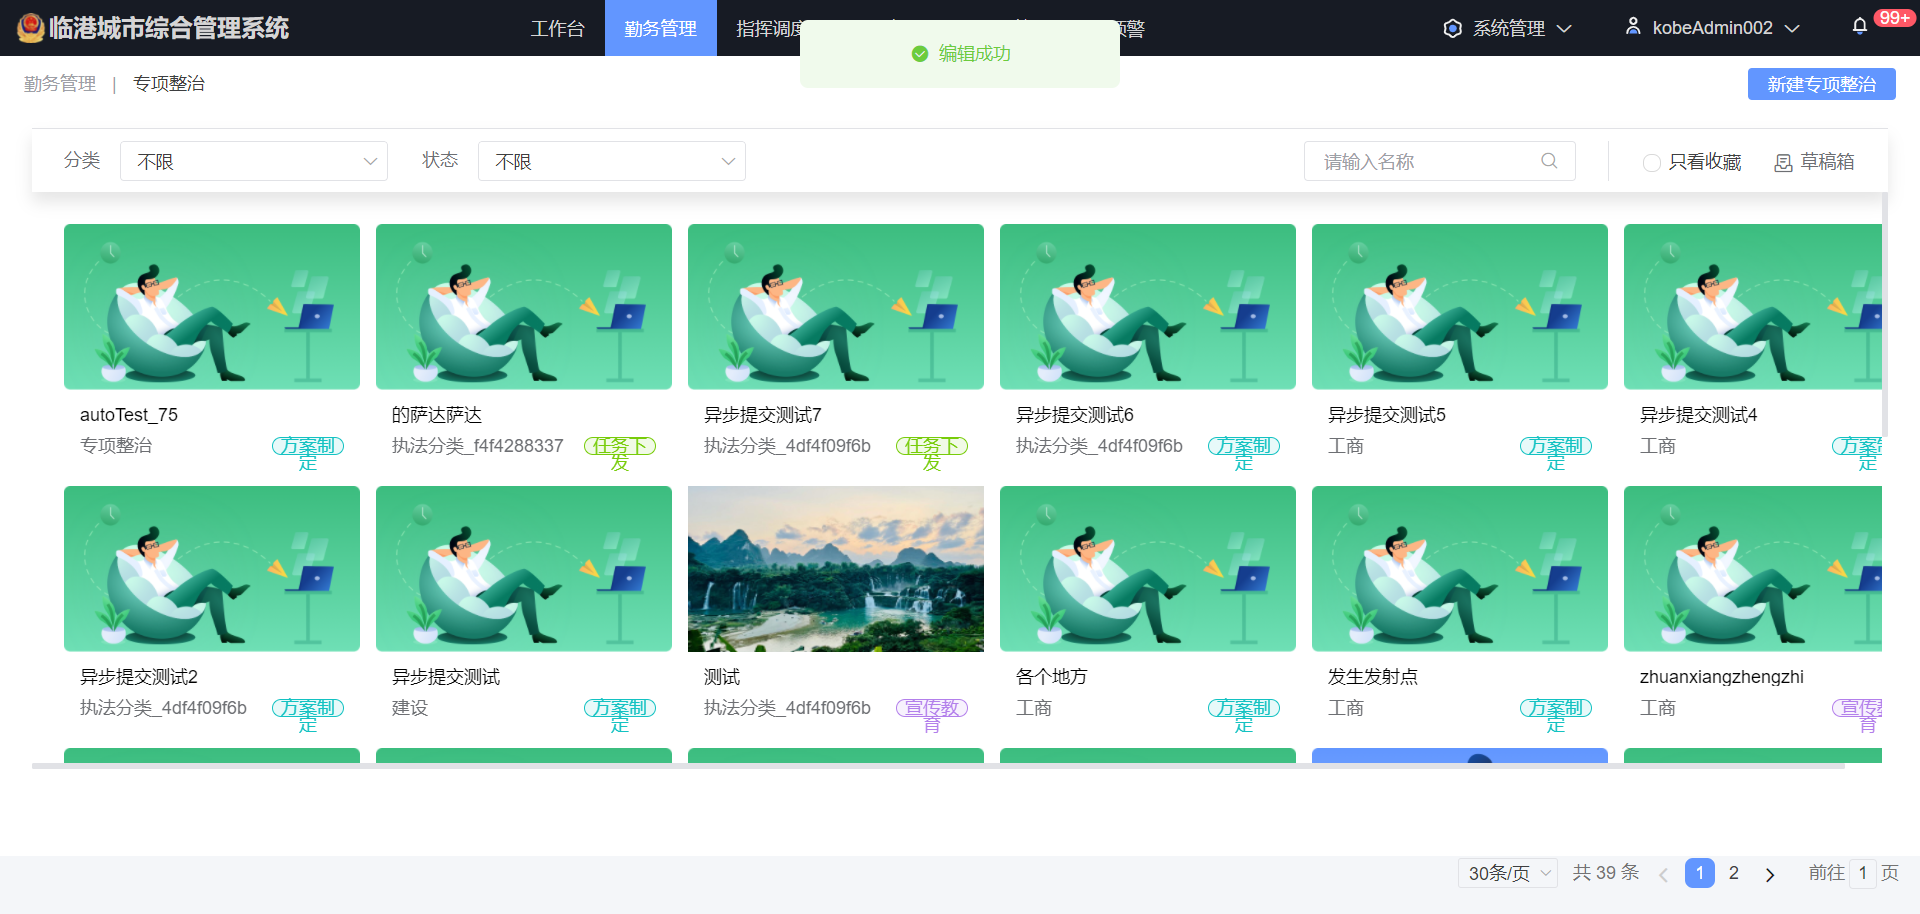 临港城市综合管理系统
工作台
勤务管理
指挥调度
预警
系统管理
kobeAdmin002
99+
编辑成功
勤务管理 | 专项整治
新建专项整治
分类
不限
状态
不限
请输入名称
只看收藏
草稿箱
autoTest_75
专项整治
方案制定
的萨达萨达
执法分类_f4f4288337
任务下发
异步提交测试7
执法分类_4df4f09f6b
任务下发
异步提交测试6
执法分类_4df4f09f6b
方案制定
异步提交测试5
工商
方案制定
异步提交测试4
工商
方案制定
异步提交测试2
执法分类_4df4f09f6b
方案制定
异步提交测试
建设
方案制定
测试
执法分类_4df4f09f6b
宣传教育
各个地方
工商
方案制定
发生发射点
工商
方案制定
zhuanxiangzhengzhi
工商
宣传教育
30条/页
共 39 条
1
2
前往 1 页